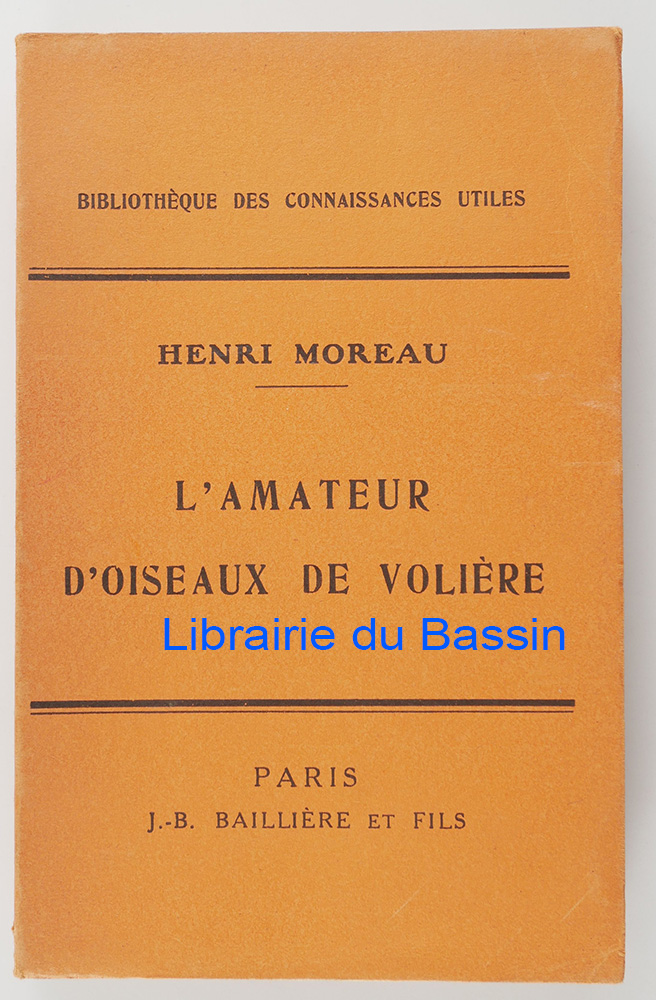 BIBLIOTHÈQUE DES CONNAISSANCES UTILES
HENRI MOREAU
L'AMATEUR
D'OISEAUX DE VOLIÈRE
Librairie du Bassin
PARIS
J.-B. BAILLIÈRE ET FILS